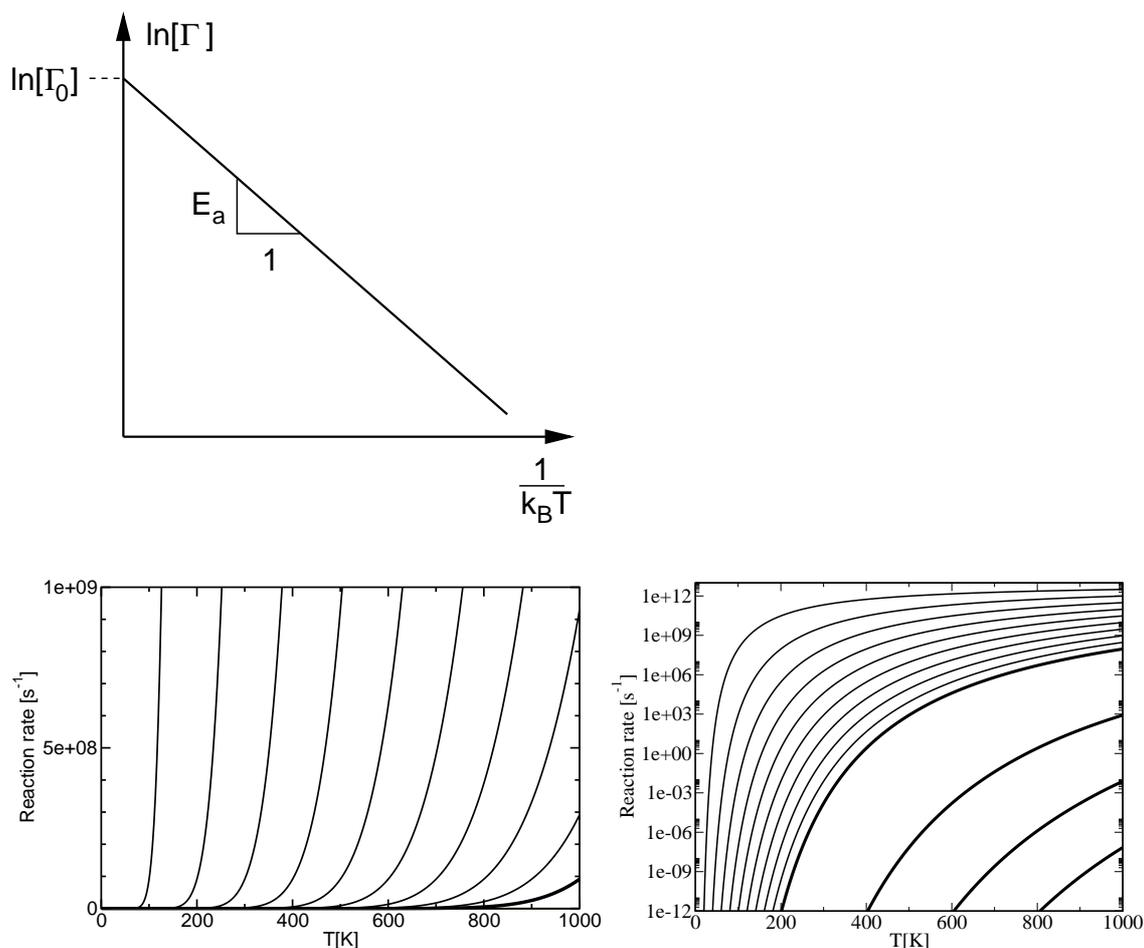 ln[Γ]
ln[Γ₀]
Eₐ
1
1
k_BT
1e+09
5e+08
0
Reaction rate [s⁻¹]
0 200 400 600 800 1000
T[K]
1e+12
1e+09
1e+06
1e+03
1e+00
1e-03
1e-06
1e-09
1e-12
Reaction rate [s⁻¹]
0 200 400 600 800 1000
T[K]